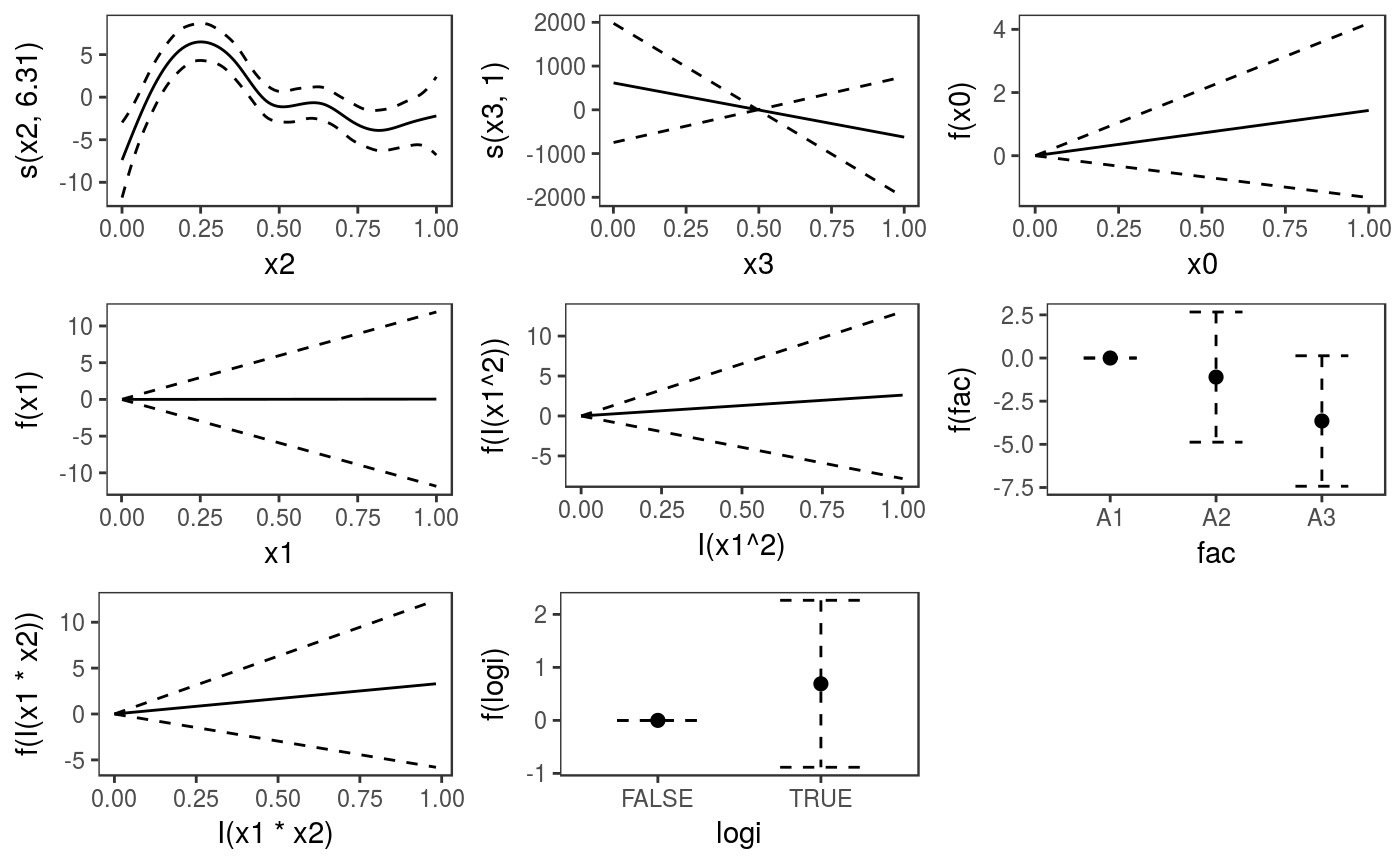 s(x2, 6.31)
5
0
-5
-10
0.00 0.25 0.50 0.75 1.00
x2
s(x3, 1)
2000
1000
0
-1000
-2000
0.00 0.25 0.50 0.75 1.00
x3
f(x0)
4
2
0
0.00 0.25 0.50 0.75 1.00
x0
f(x1)
10
5
0
-5
-10
0.00 0.25 0.50 0.75 1.00
x1
f(I(x1^2))
10
5
0
-5
0.00 0.25 0.50 0.75 1.00
I(x1^2)
f(fac)
2.5
0.0
-2.5
-5.0
-7.5
A1 A2 A3
fac
f(I(x1 * x2))
10
5
0
-5
0.00 0.25 0.50 0.75 1.00
I(x1 * x2)
f(logi)
2
1
0
-1
FALSE TRUE
logi